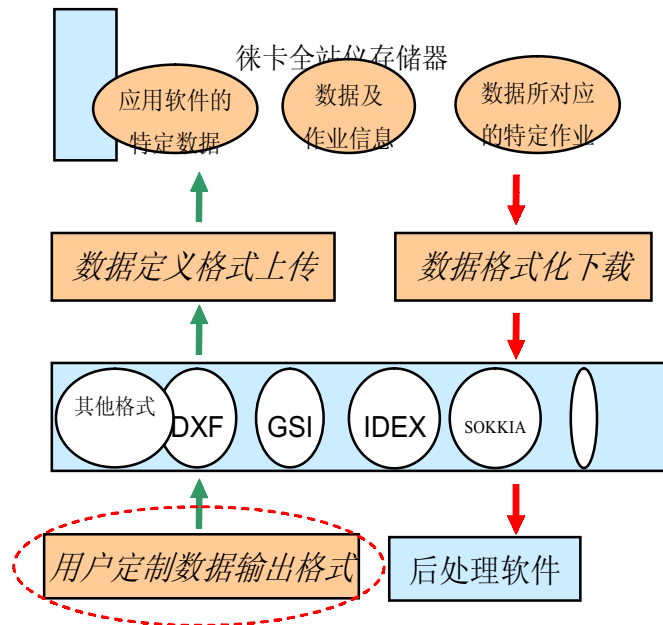 徕卡全站仪存储器
应用软件的
特定数据
数据及
作业信息
数据所对应
的特定作业
数据定义格式上传
数据格式化下载
其他格式
DXF
GSI
IDEX
SOKKIA
用户定制数据输出格式
后处理软件